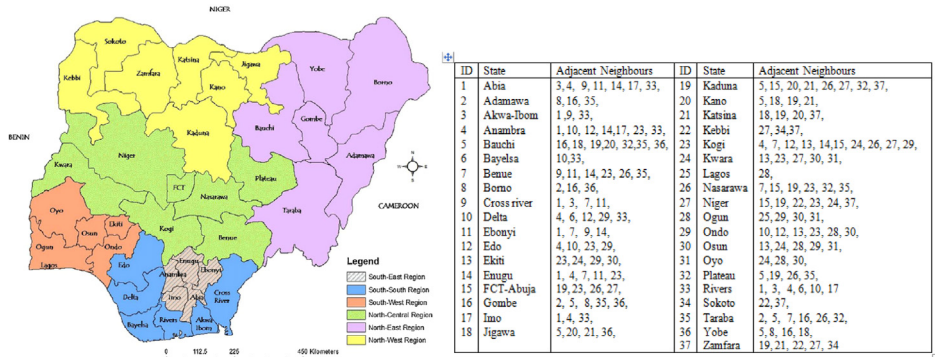 NIGER
Sokoto
Katsina
Jigawa
Yobe
Borno
Kebbi
Zamfara
Kano
Gombe
Bauchi
Kaduna
BENIN
Adamawa
Niger
Kwara
Plateau
FCT
Nasarawa
CAMEROON
Taraba
Oyo
Kogi
Benue
Ekiti
Osun
Ogun
Ondo
Lagos
Edo
Enugu
Ebonyi
Anambra
Imo
Abia
Cross
River
Delta
Bayelsa
Rivers
Akwa
Ibom
Legend
South-East Region
South-South Region
South-West Region
North-Central Region
North-East Region
North-West Region
0 112.5 225 450 Kilometers
ID State Adjacent Neighbours ID State Adjacent Neighbours
1 Abia 3,4, 9, 11, 14, 17, 33, 19 Kaduna 5,15, 20, 21, 26, 27, 32, 37,
2 Adamawa 8, 16, 35, 20 Kano 5,18, 19, 21,
3 Akwa-Ibom 1,9, 33, 21 Katsina 18, 19, 20, 37,
4 Anambra 1, 10, 12, 14,17, 23, 33, 22 Kebbi 27, 34,37,
5 Bauchi 16, 18, 19,20, 32,35, 36, 23 Kogi 4, 7, 12, 13, 14,15, 24, 26, 27, 29,
6 Bayelsa 10,33, 24 Kwara 13, 23, 27, 30, 31,
7 Benue 9, 11, 14, 23, 26, 35, 25 Lagos 28,
8 Borno 2, 16, 36, 26 Nasarawa 7, 15, 19, 23, 32, 35,
9 Cross river 1, 3, 7, 11, 27 Niger 15, 19, 22, 23, 24, 37,
10 Delta 4, 6, 12, 29, 33, 28 Ogun 25, 29, 30, 31,
11 Ebonyi 1, 7, 9, 14, 29 Ondo 10, 12, 13, 23, 28, 30,
12 Edo 4, 10, 23, 29, 30 Osun 13, 24, 28, 29, 31,
13 Ekiti 23, 24, 29, 30, 31 Oyo 24, 28, 30,
14 Enugu 1, 4, 7, 11, 23, 32 Plateau 5, 19, 26, 35,
15 FCT-Abuja 19, 23, 26, 27, 33 Rivers 1, 3, 4, 6, 10, 17
16 Gombe 2, 5, 8, 35, 36, 34 Sokoto 22, 37,
17 Imo 1, 4, 33, 35 Taraba 2, 5, 7, 16, 26, 32,
18 Jigawa 5, 20, 21, 36, 36 Yobe 5, 8, 16, 18,
37 Zamfara 19, 21, 22, 27, 34